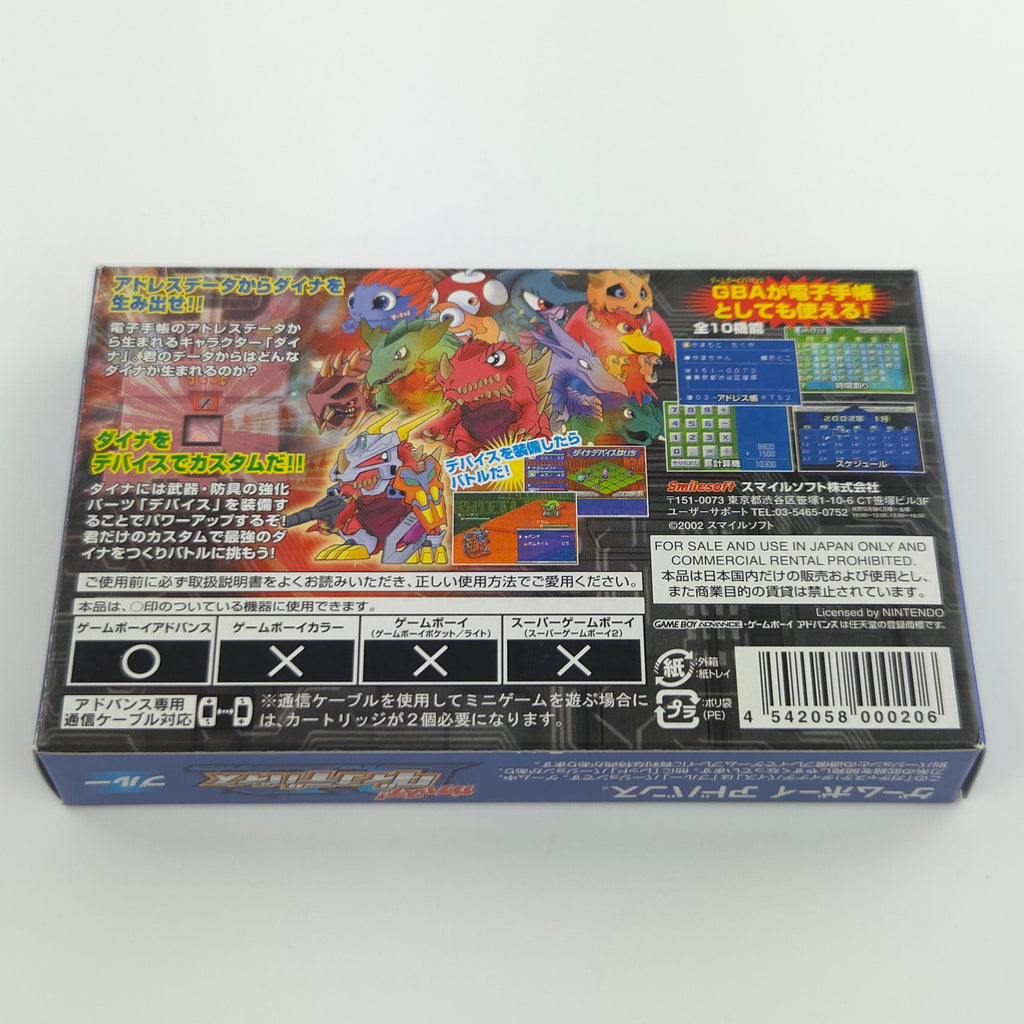 アドレスデータからダイナを
生み出せ!!
電子手帳のアドレスデータか
ら生まれるキャラクター「ダイ
ナ」。君のデータからはどんな
ダイナが生まれるのか?
ダイナを
デバイスでカスタムだ!!
ダイナには武器・防具の強化
パーツ「デバイス」を装備す
ることでパワーアップするぞ!
君だけのカスタムで最強のダ
イナをつくりバトルに挑もう!
デバイスを装備したら
バトルだ!
ゲームボーイアドバンス
GBAが電子手帳
としても使える!
全10機能
アドレス帳
時間割り
累計計算機
2002年 1月
スケジュール
Smilesoft スマイルソフト株式会社
〒151-0073 東京都渋谷区笹塚1-10-6 CT笹塚ビル3F
ユーザーサポート TEL:03-5465-0752
©2002 スマイルソフト
FOR SALE AND USE IN JAPAN ONLY AND
COMMERCIAL RENTAL PROHIBITED.
本品は日本国内だけの販売および使用とし、
また商業目的の賃貸は禁止されています。
Licensed by NINTENDO
GAME BOY ADVANCE・ゲームボーイ アドバンスは任天堂の登録商標です。
ご使用前に必ず取扱説明書をよくお読みいただき、正しい使用方法でご愛用ください。
本品は、○印のついている機器に使用できます。
ゲームボーイアドバンス
ゲームボーイカラー
ゲームボーイ
(ゲームボーイポケット/ライト)
スーパーゲームボーイ
(スーパーゲームボーイ2)
アドバンス専用
通信ケーブル対応
※通信ケーブルを使用してミニゲームを遊ぶ場合に
は、カートリッジが2個必要になります。
紙
:外箱
:紙トレイ
プラ
:ポリ袋
(PE)
4 542058 000206
ゲームボーイ アドバンス
ブルー